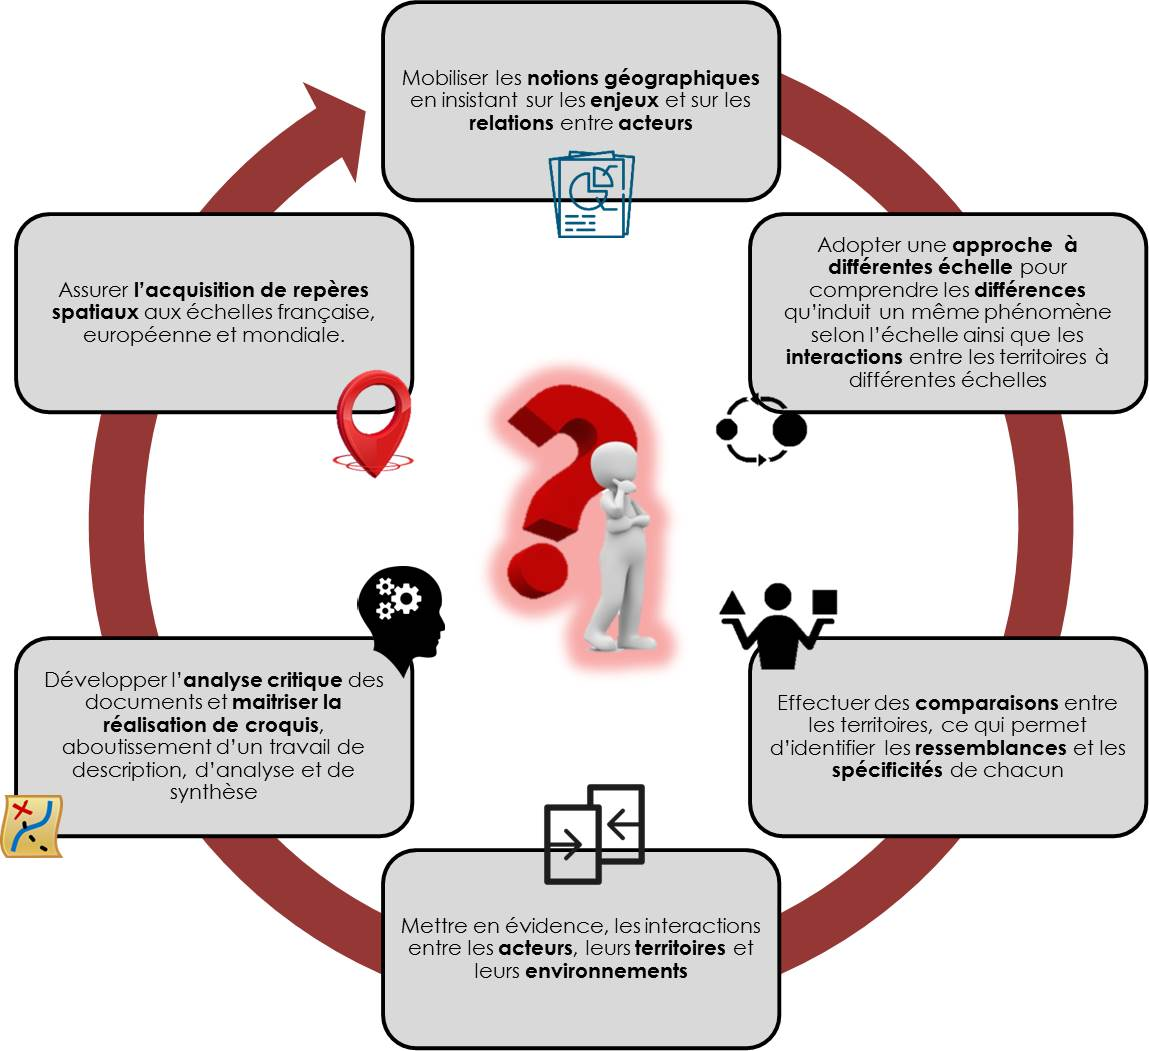 Mobiliser les notions géographiques
en insistant sur les enjeux et sur les
relations entre acteurs
Adopter une approche à
différentes échelle pour
comprendre les différences
qu’induit un même phénomène
selon l’échelle ainsi que les
interactions entre les territoires à
différentes échelles
Effectuer des comparaisons entre
les territoires, ce qui permet
d’identifier les ressemblances et les
spécificités de chacun
Mettre en évidence, les interactions
entre les acteurs, leurs territoires et
leurs environnements
Développer l’analyse critique des
documents et maitriser la
réalisation de croquis,
aboutissement d’un travail de
description, d’analyse et de
synthèse
Assurer l’acquisition de repères
spatiaux aux échelles française,
européenne et mondiale.